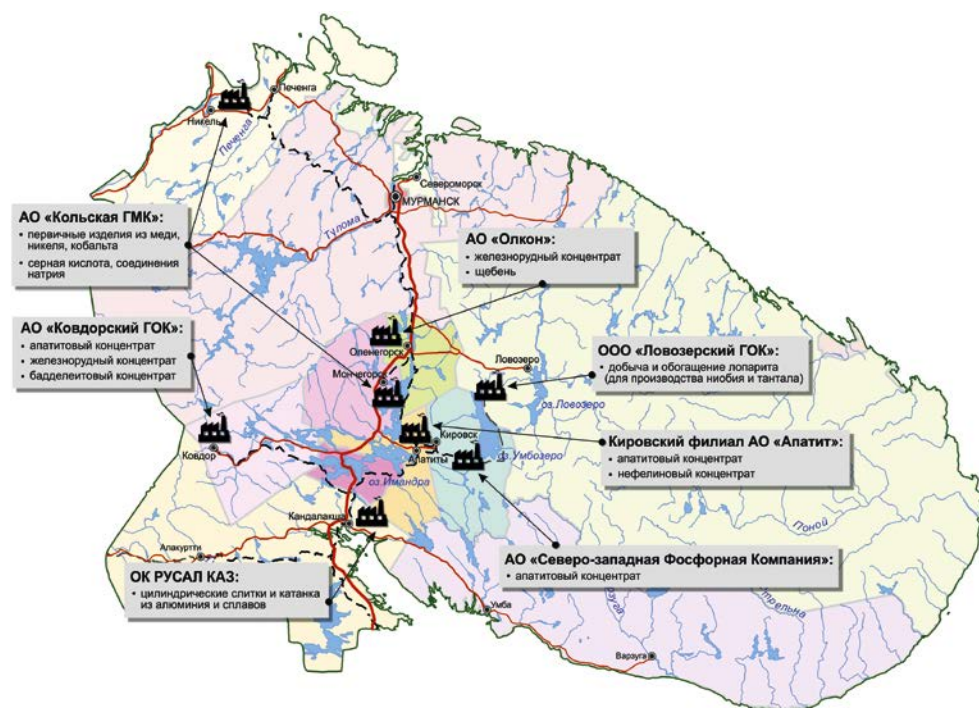 Печенга
Никель
Печенга
Североморск
МУРМАНСК
Тулома
АО «Кольская ГМК»:
• первичные изделия из меди,
никеля, кобальта
• серная кислота, соединения
натрия
АО «Олкон»:
• железнорудный концентрат
• щебень
АО «Ковдорский ГОК»:
• апатитовый концентрат
• железнорудный концентрат
• бадделеитовый концентрат
Оленегорск
Мончегорск
Ловозеро
оз.Ловозеро
ООО «Ловозерский ГОК»:
• добыча и обогащение лопарита
(для производства ниобия и тантала)
Ковдор
Кировск
Апатиты
оз.Умбозеро
оз.Имандра
Кировский филиал АО «Апатит»:
• апатитовый концентрат
• нефелиновый концентрат
Кандалакша
Алакуртти
Поной
АО «Северо-западная Фосфорная Компания»:
• апатитовый концентрат
ОК РУСАЛ КАЗ:
• цилиндрические слитки и катанка
из алюминия и сплавов
Умба
Варзуга